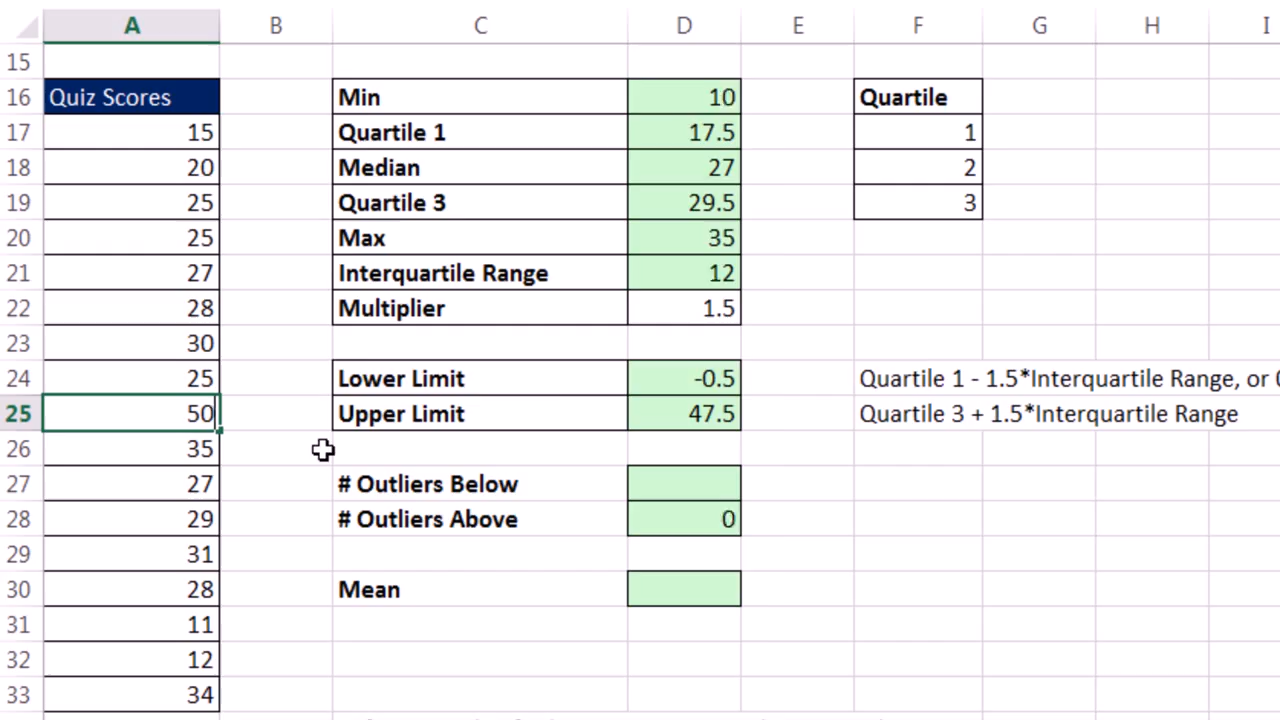 A B C D E F G H I
15
16 Quiz Scores Min 10 Quartile
17 15 Quartile 1 17.5 1
18 20 Median 27 2
19 25 Quartile 3 29.5 3
20 25 Max 35
21 27 Interquartile Range 12
22 28 Multiplier 1.5
23 30
24 25 Lower Limit -0.5 Quartile 1 - 1.5*Interquartile Range, or
25 50 Upper Limit 47.5 Quartile 3 + 1.5*Interquartile Range
26 35
27 27 # Outliers Below
28 29 # Outliers Above 0
29 31
30 28 Mean
31 11
32 12
33 34